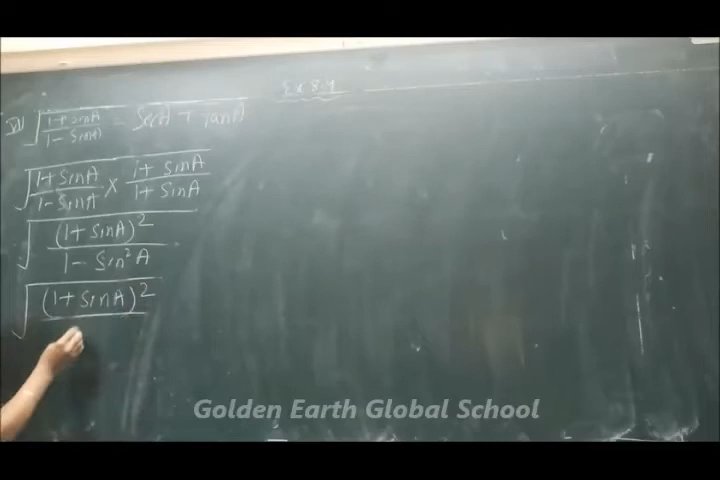 Ex 8.4
vi) √(1+sinA / 1-sinA) = SecA + TanA
√(1+sinA / 1-sinA × 1+sinA / 1+sinA)
√((1+sinA)² / 1-sin²A)
√((1+sinA)²
Golden Earth Global School